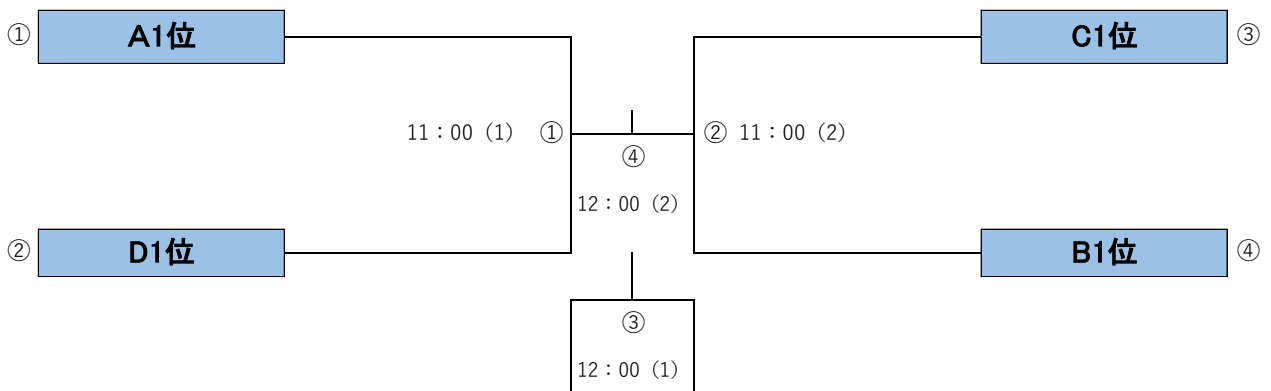 ① A1位 C1位 ③
11：00（1） ① ② 11：00（2）
④
12：00（2）
② D1位 B1位 ④
③
12：00（1）